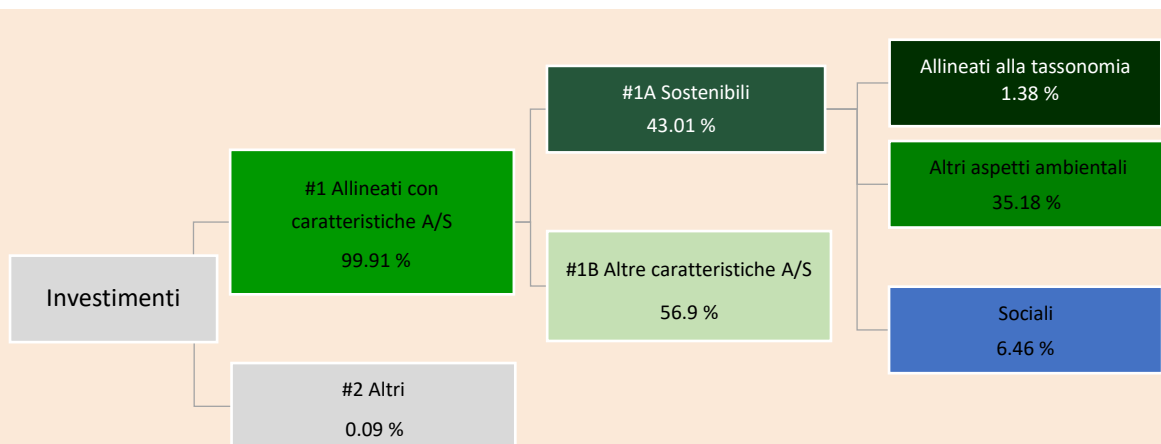 Investimenti
#1 Allineati con
caratteristiche A/S
99.91 %
#2 Altri
0.09 %
#1A Sostenibili
43.01 %
#1B Altre caratteristiche A/S
56.9 %
Allineati alla tassonomia
1.38 %
Altri aspetti ambientali
35.18 %
Sociali
6.46 %